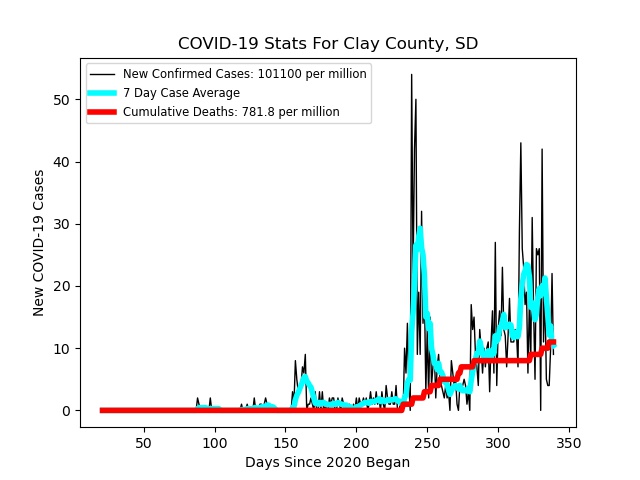 COVID-19 Stats For Clay County, SD
New Confirmed Cases: 101100 per million
7 Day Case Average
Cumulative Deaths: 781.8 per million
New COVID-19 Cases
50
40
30
20
10
0
50 100 150 200 250 300 350
Days Since 2020 Began